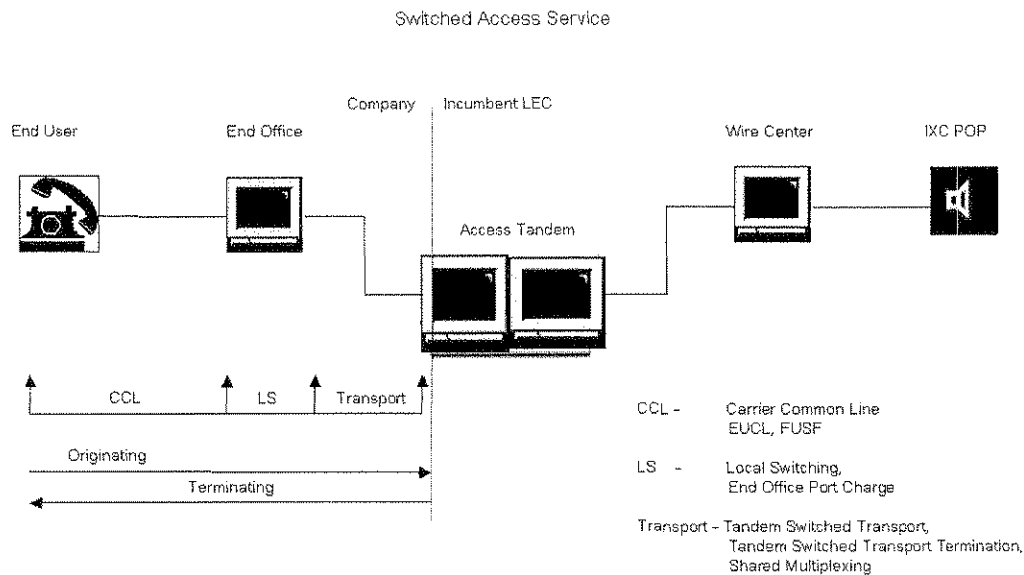 Switched Access Service
Company
Incumbent LEC
End User
End Office
Wire Center
IXC POP
Access Tandem
CCL
LS
Transport
Originating
Terminating
CCL - Carrier Common Line
EUCL, FUSF
LS - Local Switching,
End Office Port Charge
Transport - Tandem Switched Transport,
Tandem Switched Transport Termination,
Shared Multiplexing